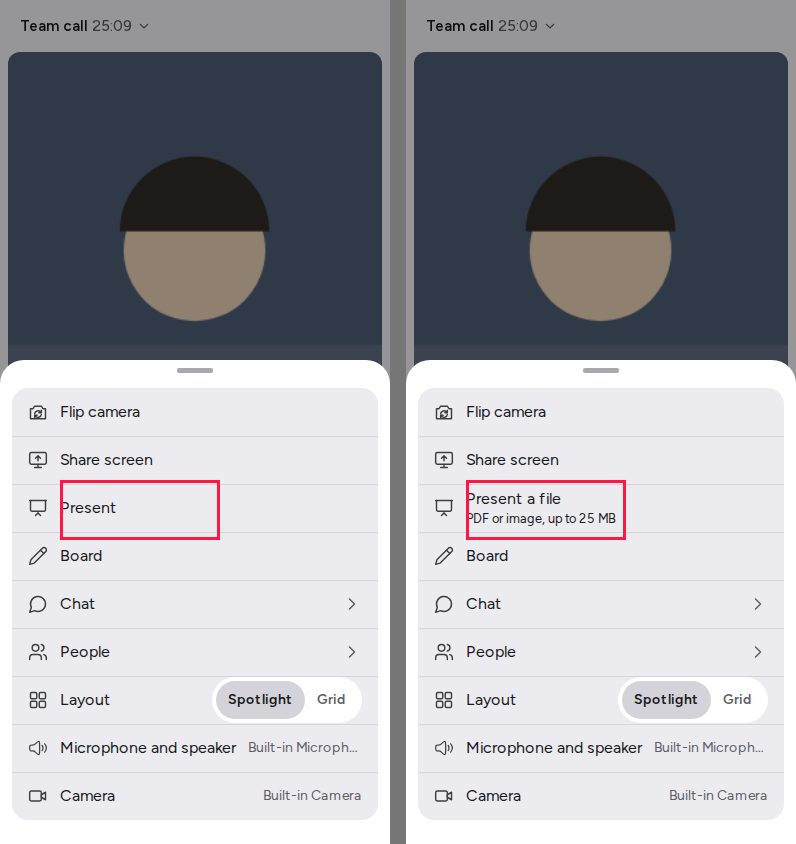 Team call 25:09
Flip camera
Share screen
Present
Board
Chat
People
Layout Spotlight Grid
Microphone and speaker Built-in Microph...
Camera Built-in Camera
Team call 25:09
Flip camera
Share screen
Present a file
PDF or image, up to 25 MB
Board
Chat
People
Layout Spotlight Grid
Microphone and speaker Built-in Microph...
Camera Built-in Camera